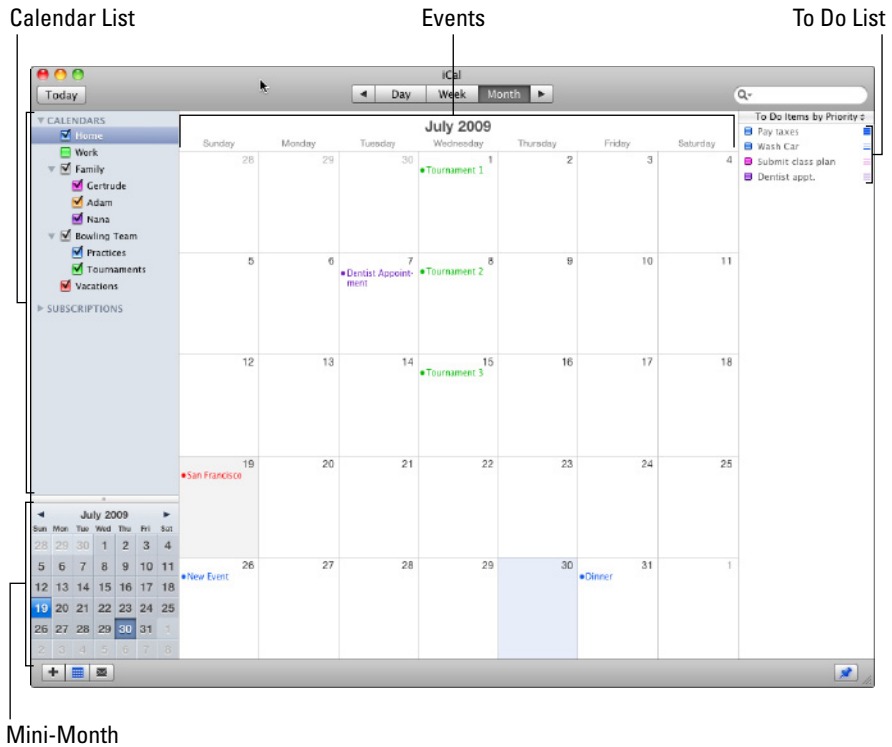 Calendar List Events To Do List
iCal
Today Day Week Month
CALENDARS
Home
Work
Family
Gertrude
Adam
Nana
Bowling Team
Practices
Tournaments
Vacations
SUBSCRIPTIONS
July 2009
Sunday Monday Tuesday Wednesday Thursday Friday Saturday
28 29 30 1 2 3 4
Tournament 1
5 6 7 8 9 10 11
Dentist Appoint-
ment
Tournament 2
12 13 14 15 16 17 18
Tournament 3
19 20 21 22 23 24 25
San Francisco
26 27 28 29 30 31 1
New Event Dinner
To Do Items by Priority
Pay taxes
Wash Car
Submit class plan
Dentist appt.
July 2009
Sun Mon Tue Wed Thu Fri Sat
28 29 30 1 2 3 4
5 6 7 8 9 10 11
12 13 14 15 16 17 18
19 20 21 22 23 24 25
26 27 28 29 30 31 1
2 3 4 5 6 7 8
Mini-Month